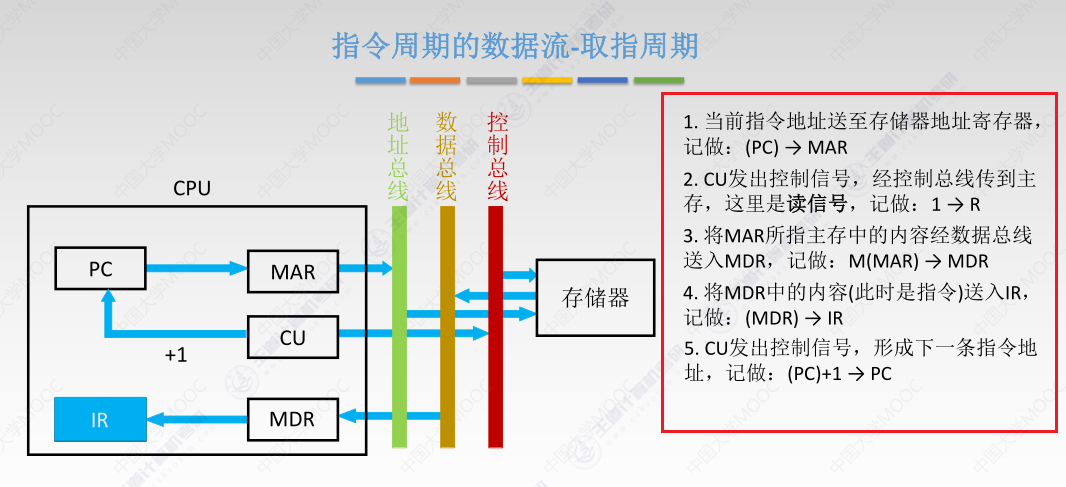 指令周期的数据流-取指周期
地址总线
数据总线
控制总线
CPU
PC
MAR
CU
+1
IR
MDR
存储器
1. 当前指令地址送至存储器地址寄存器，
记做：(PC) → MAR
2. CU发出控制信号，经控制总线传到主
存，这里是读信号，记做：1 → R
3. 将MAR所指主存中的内容经数据总线
送入MDR，记做：M(MAR) → MDR
4. 将MDR中的内容(此时是指令)送入IR，
记做：(MDR) → IR
5. CU发出控制信号，形成下一条指令地
址，记做：(PC)+1 → PC
中国大学MOOC